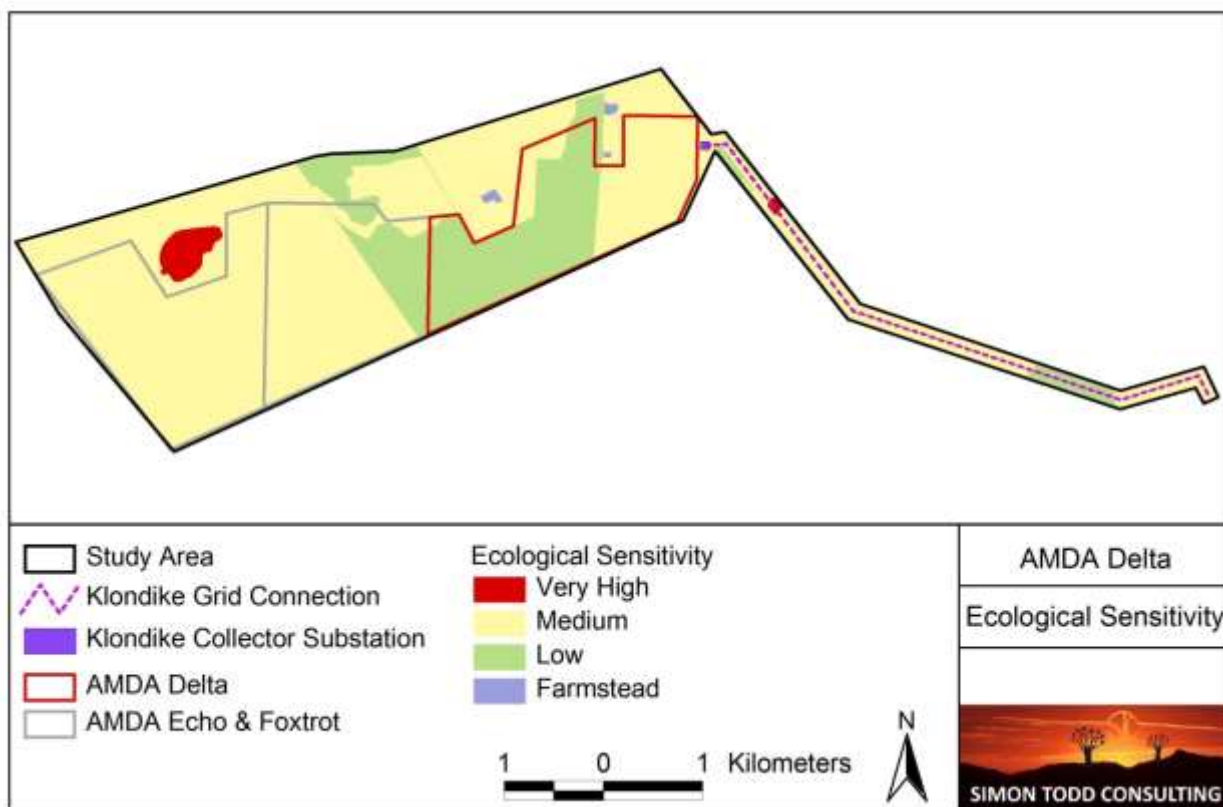 Study Area
Klondike Grid Connection
Klondike Collector Substation
AMDA Delta
AMDA Echo & Foxtrot
Ecological Sensitivity
Very High
Medium
Low
Farmstead
1 0 1 Kilometers
N
AMDA Delta
Ecological Sensitivity
SIMON TODD CONSULTING